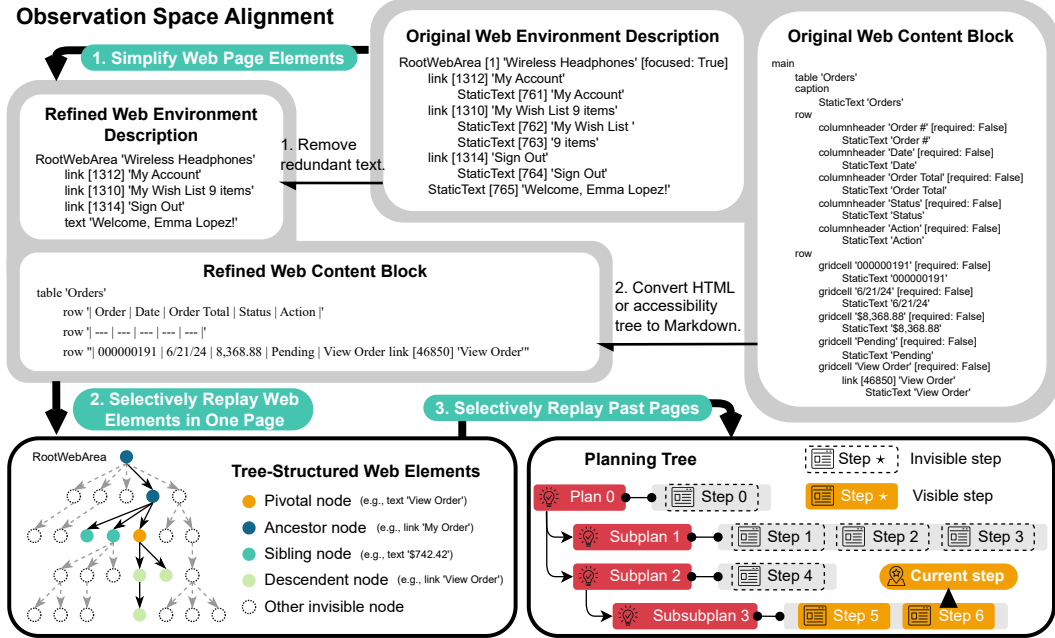 Observation Space Alignment
1. Simplify Web Page Elements
Original Web Environment Description
RootWebArea [1] 'Wireless Headphones' [focused: True]
link [1312] 'My Account'
StaticText [761] 'My Account'
link [1310] 'My Wish List 9 items'
StaticText [762] 'My Wish List '
StaticText [763] '9 items'
link [1314] 'Sign Out'
StaticText [764] 'Sign Out'
StaticText [765] 'Welcome, Emma Lopez!'
Original Web Content Block
main
table 'Orders'
caption
StaticText 'Orders'
row
columnheader 'Order #' [required: False]
StaticText 'Order #'
columnheader 'Date' [required: False]
StaticText 'Date'
columnheader 'Order Total' [required: False]
StaticText 'Order Total'
columnheader 'Status' [required: False]
StaticText 'Status'
columnheader 'Action' [required: False]
StaticText 'Action'
row
gridcell '000000191' [required: False]
StaticText '000000191'
gridcell '6/21/24' [required: False]
StaticText '6/21/24'
gridcell '$8,368.88' [required: False]
StaticText '$8,368.88'
gridcell 'Pending' [required: False]
StaticText 'Pending'
gridcell 'View Order' [required: False]
link [46850] 'View Order'
StaticText 'View Order'
Refined Web Environment
Description
RootWebArea 'Wireless Headphones'
link [1312] 'My Account'
link [1310] 'My Wish List 9 items'
link [1314] 'Sign Out'
text 'Welcome, Emma Lopez!'
1. Remove
redundant text.
Refined Web Content Block
table 'Orders'
row '| Order | Date | Order Total | Status | Action |'
row '| --- | --- | --- | --- | --- |'
row "| 000000191 | 6/21/24 | 8,368.88 | Pending | View Order link [46850] 'View Order'"
2. Convert HTML
or accessibility
tree to Markdown.
2. Selectively Replay Web
Elements in One Page
3. Selectively Replay Past Pages
RootWebArea
Tree-Structured Web Elements
Pivotal node (e.g., text 'View Order')
Ancestor node (e.g., link 'My Order')
Sibling node (e.g., text '$742.42')
Descendent node (e.g., link 'View Order')
Other invisible node
Planning Tree
Step ⋆ Invisible step
Step ⋆ Visible step
Plan 0 Step 0
Subplan 1 Step 1 Step 2 Step 3
Subplan 2 Step 4 Current step
Subsubplan 3 Step 5 Step 6